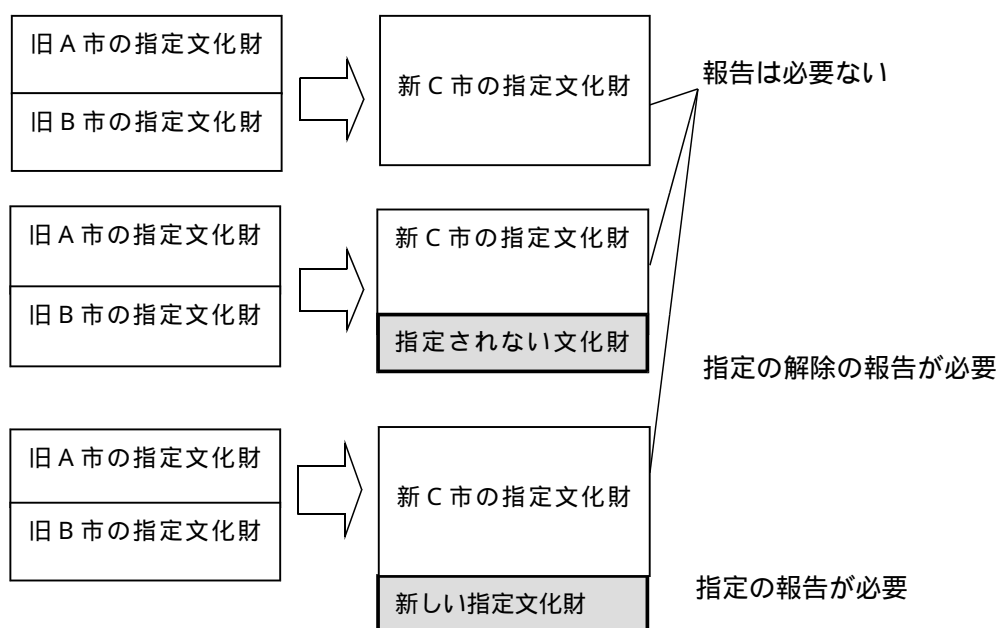 旧Ａ市の指定文化財
旧Ｂ市の指定文化財
新Ｃ市の指定文化財
報告は必要ない
旧Ａ市の指定文化財
旧Ｂ市の指定文化財
新Ｃ市の指定文化財
指定されない文化財
指定の解除の報告が必要
旧Ａ市の指定文化財
旧Ｂ市の指定文化財
新Ｃ市の指定文化財
新しい指定文化財
指定の報告が必要